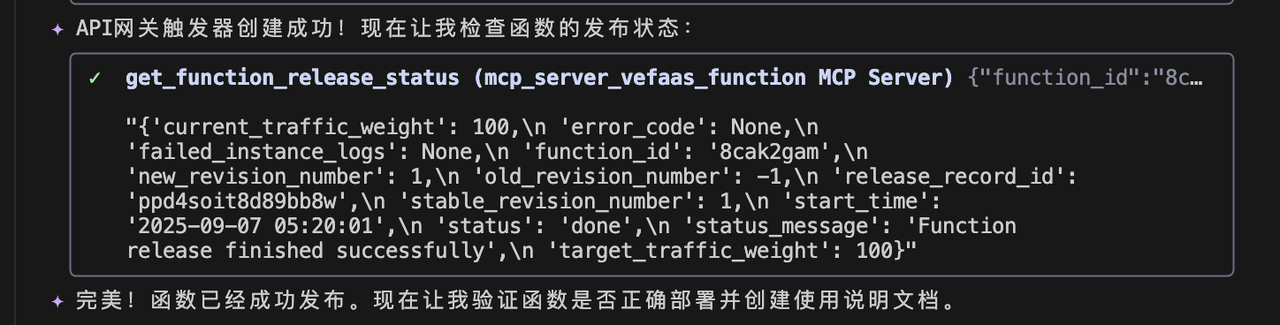 ✦ API网关触发器创建成功！现在让我检查函数的发布状态：
✓ get_function_release_status (mcp_server_vefaas_function MCP Server) {"function_id":"8c…
"{'current_traffic_weight': 100,\n 'error_code': None,\n
'failed_instance_logs': None,\n 'function_id': '8cak2gam',\n
'new_revision_number': 1,\n 'old_revision_number': -1,\n 'release_record_id':
'ppd4soit8d89bb8w',\n 'stable_revision_number': 1,\n 'start_time':
'2025-09-07 05:20:01',\n 'status': 'done',\n 'status_message': 'Function
release finished successfully',\n 'target_traffic_weight': 100}"
✦ 完美！函数已经成功发布。现在让我验证函数是否正确部署并创建使用说明文档。